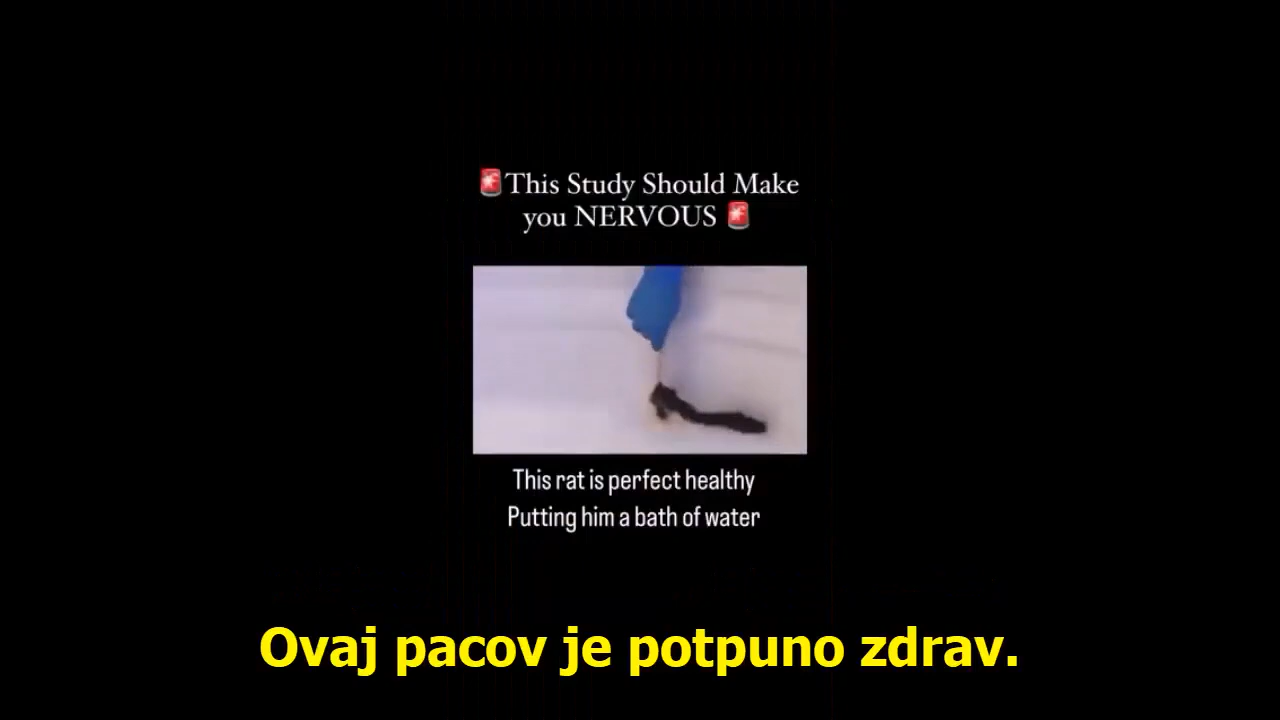 🚨This Study Should Make
you NERVOUS 🚨
This rat is perfect healthy
Putting him a bath of water
Ovaj pacov je potpuno zdrav.